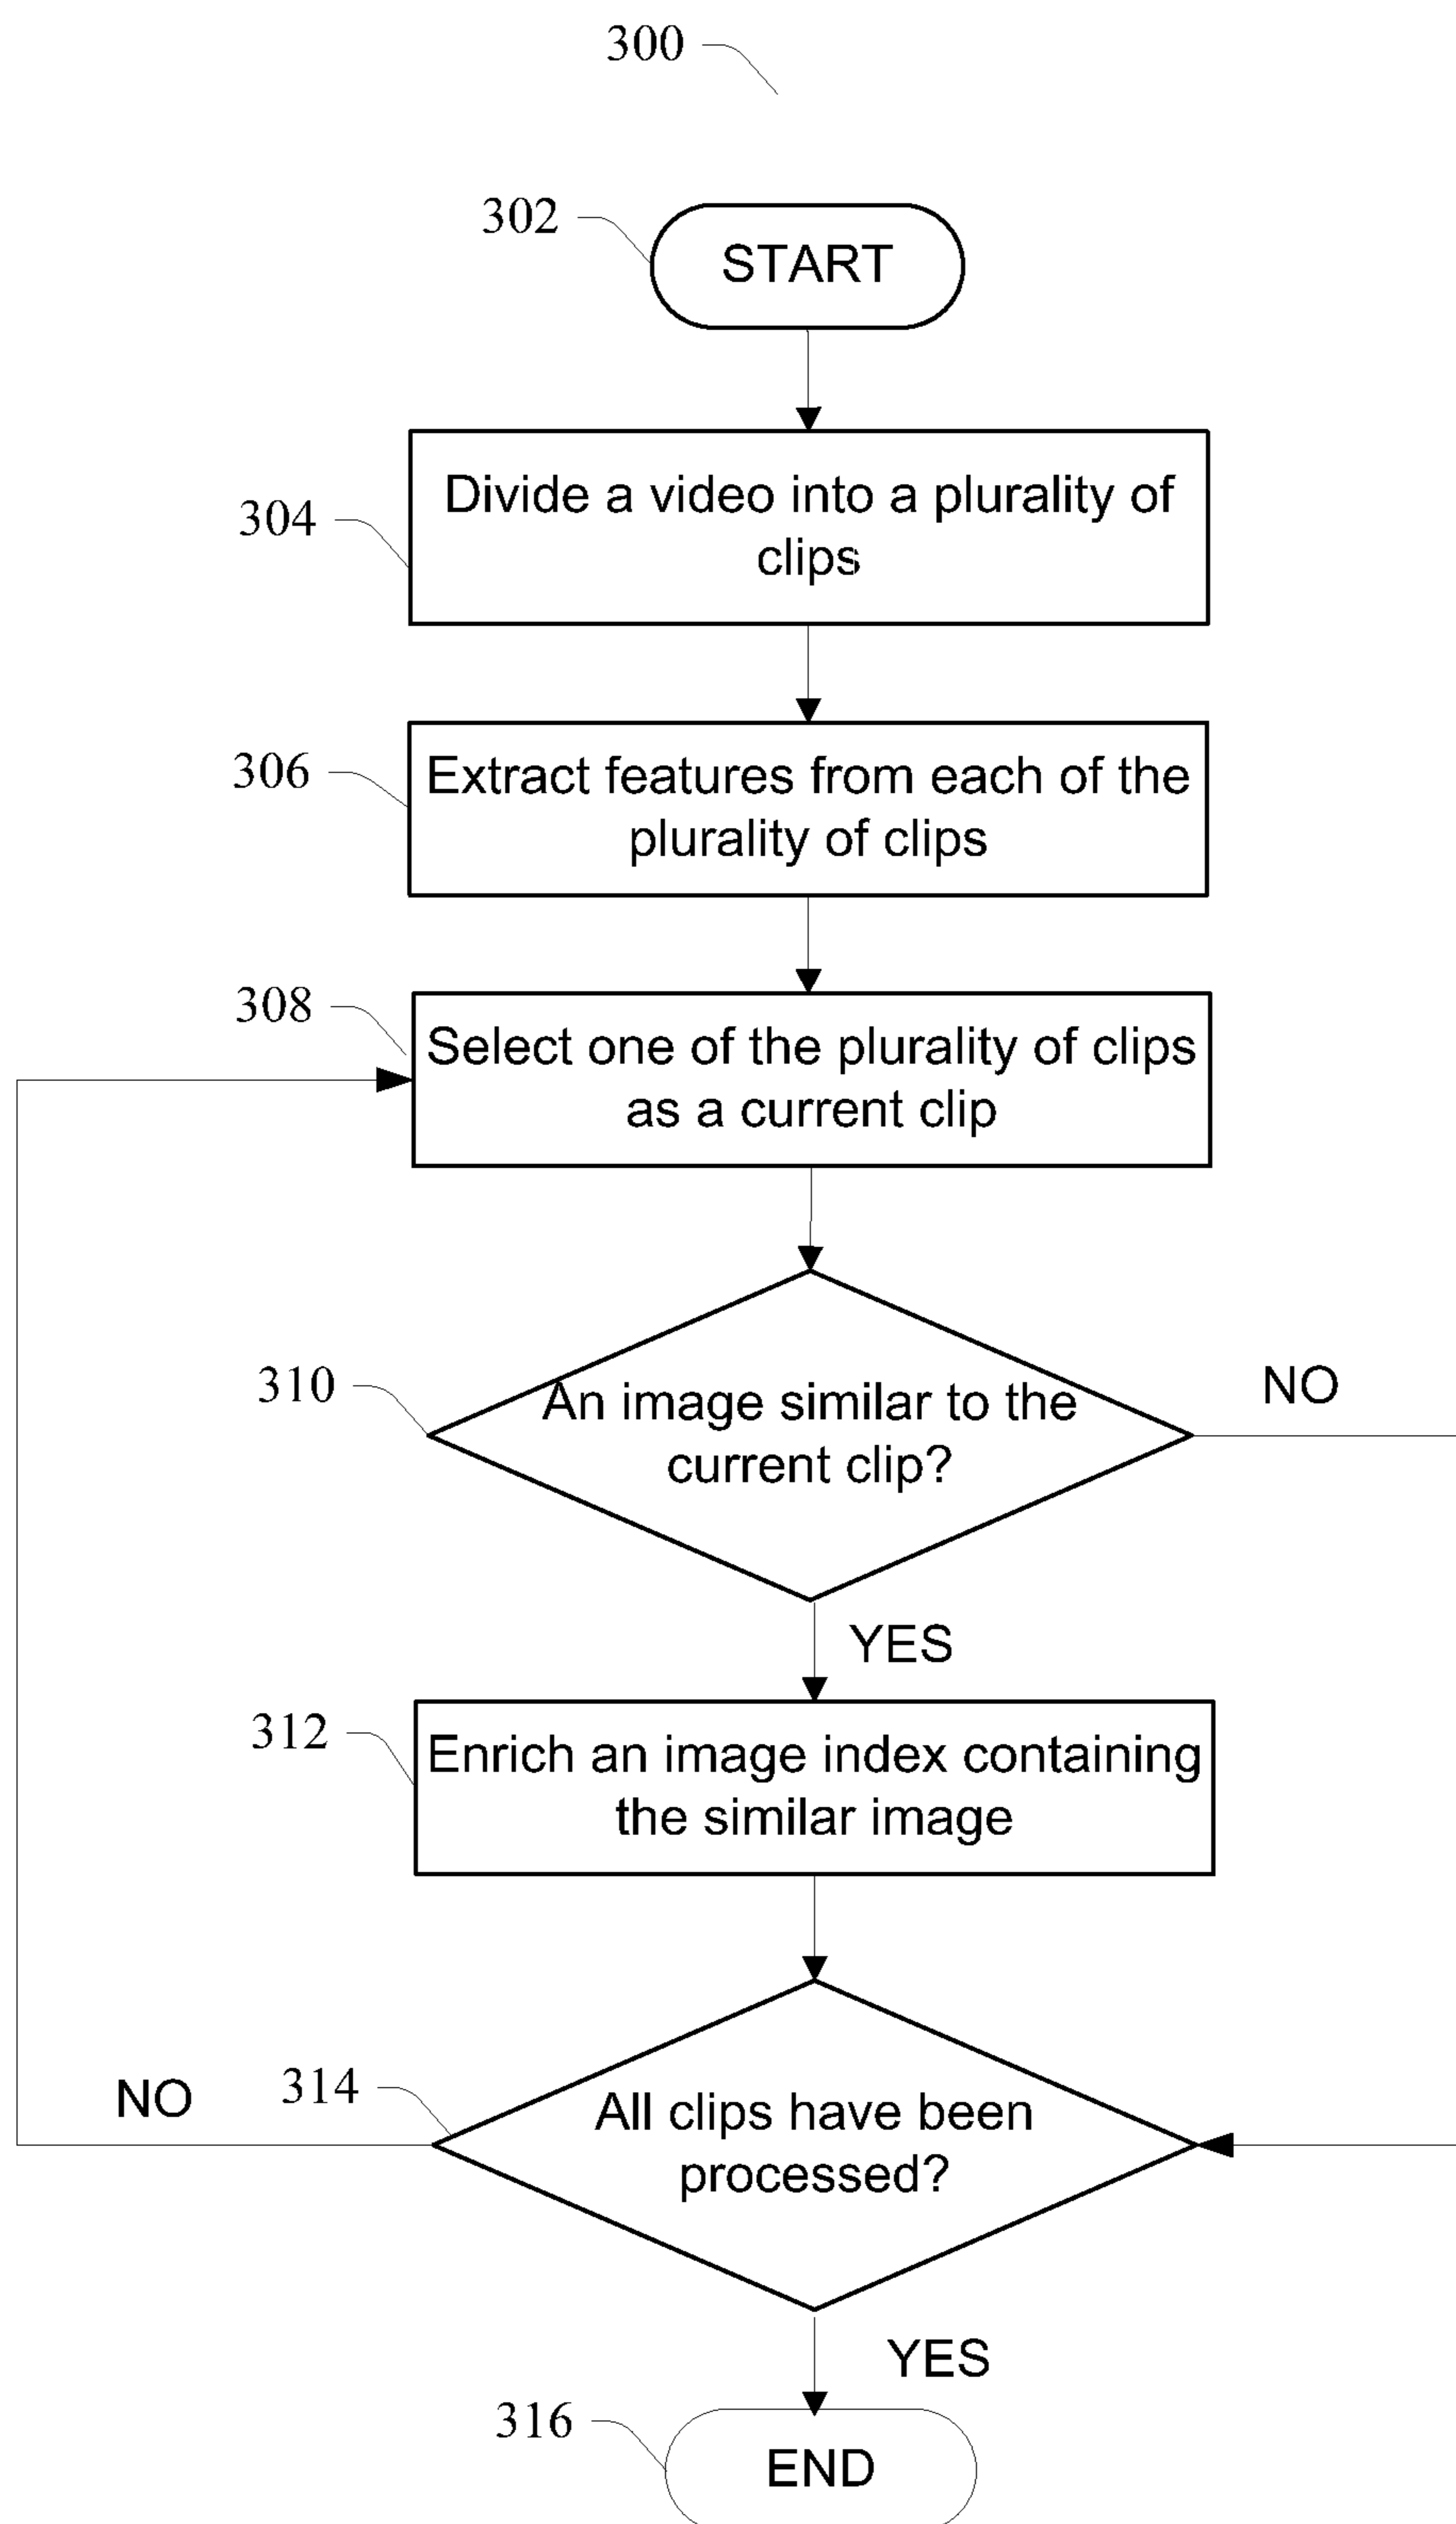 300
302
START
304
Divide a video into a plurality of
clips
306
Extract features from each of the
plurality of clips
308
Select one of the plurality of clips
as a current clip
310
An image similar to the
current clip?
NO
YES
312
Enrich an image index containing
the similar image
NO
314
All clips have been
processed?
YES
316
END